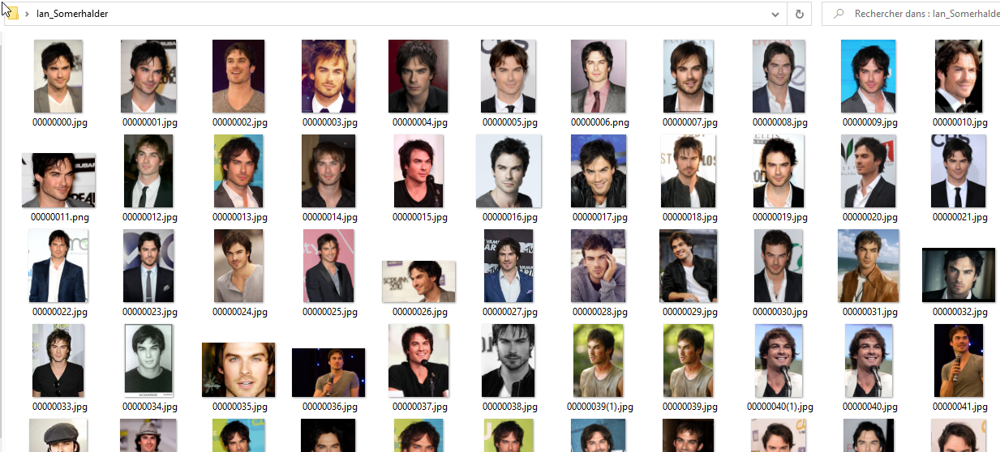 Ian_Somerhalder
Rechercher dans : Ian_Somerhalde
00000000.jpg
00000001.jpg
00000002.jpg
00000003.jpg
00000004.jpg
00000005.jpg
00000006.png
00000007.jpg
00000008.jpg
00000009.jpg
00000010.jpg
00000011.png
00000012.jpg
00000013.jpg
00000014.jpg
00000015.jpg
00000016.jpg
00000017.jpg
00000018.jpg
00000019.jpg
00000020.jpg
00000021.jpg
00000022.jpg
00000023.jpg
00000024.jpg
00000025.jpg
SCREAM
2010
00000026.jpg
00000027.jpg
00000028.jpg
00000029.jpg
00000030.jpg
00000031.jpg
00000032.jpg
00000033.jpg
00000034.jpg
00000035.jpg
00000036.jpg
00000037.jpg
00000038.jpg
00000039(1).jpg
00000039.jpg
00000040(1).jpg
00000040.jpg
00000041.jpg